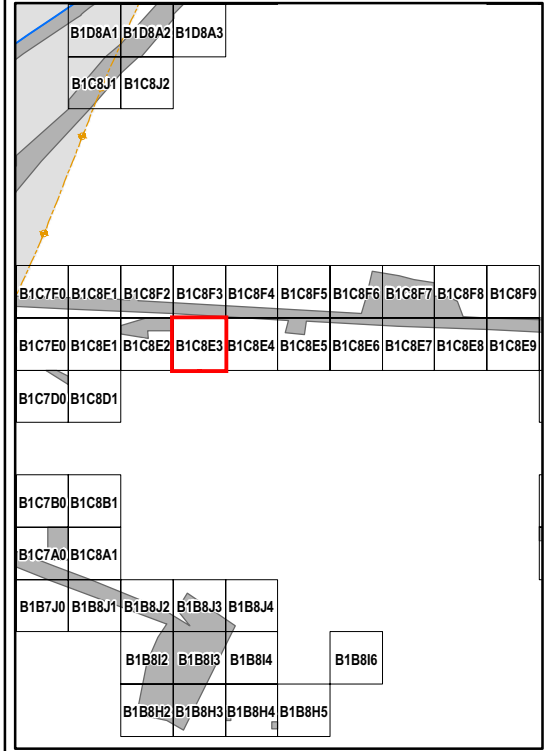 B1D8A1 B1D8A2 B1D8A3
B1C8J1 B1C8J2
B1C7F0 B1C8F1 B1C8F2 B1C8F3 B1C8F4 B1C8F5 B1C8F6 B1C8F7 B1C8F8 B1C8F9
B1C7E0 B1C8E1 B1C8E2 B1C8E3 B1C8E4 B1C8E5 B1C8E6 B1C8E7 B1C8E8 B1C8E9
B1C7D0 B1C8D1
B1C7B0 B1C8B1
B1C7A0 B1C8A1
B1B7J0 B1B8J1 B1B8J2 B1B8J3 B1B8J4
B1B8I2 B1B8I3 B1B8I4 B1B8I6
B1B8H2 B1B8H3 B1B8H4 B1B8H5